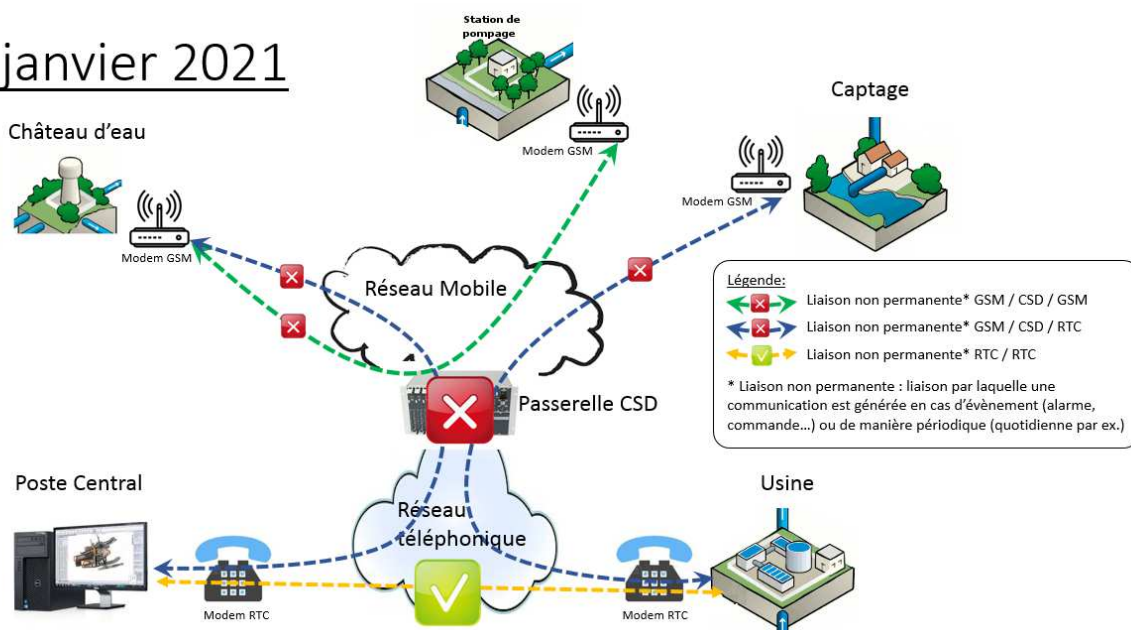 janvier 2021
Station de
pompage
Modem GSM
Captage
Modem GSM
Château d'eau
Modem GSM
Réseau Mobile
Légende:
Liaison non permanente* GSM / CSD / GSM
Liaison non permanente* GSM / CSD / RTC
Liaison non permanente* RTC / RTC
* Liaison non permanente : liaison par laquelle une
communication est générée en cas d'évènement (alarme,
commande…) ou de manière périodique (quotidienne par ex.)
Passerelle CSD
Poste Central
Réseau
téléphonique
Usine
Modem RTC
Modem RTC